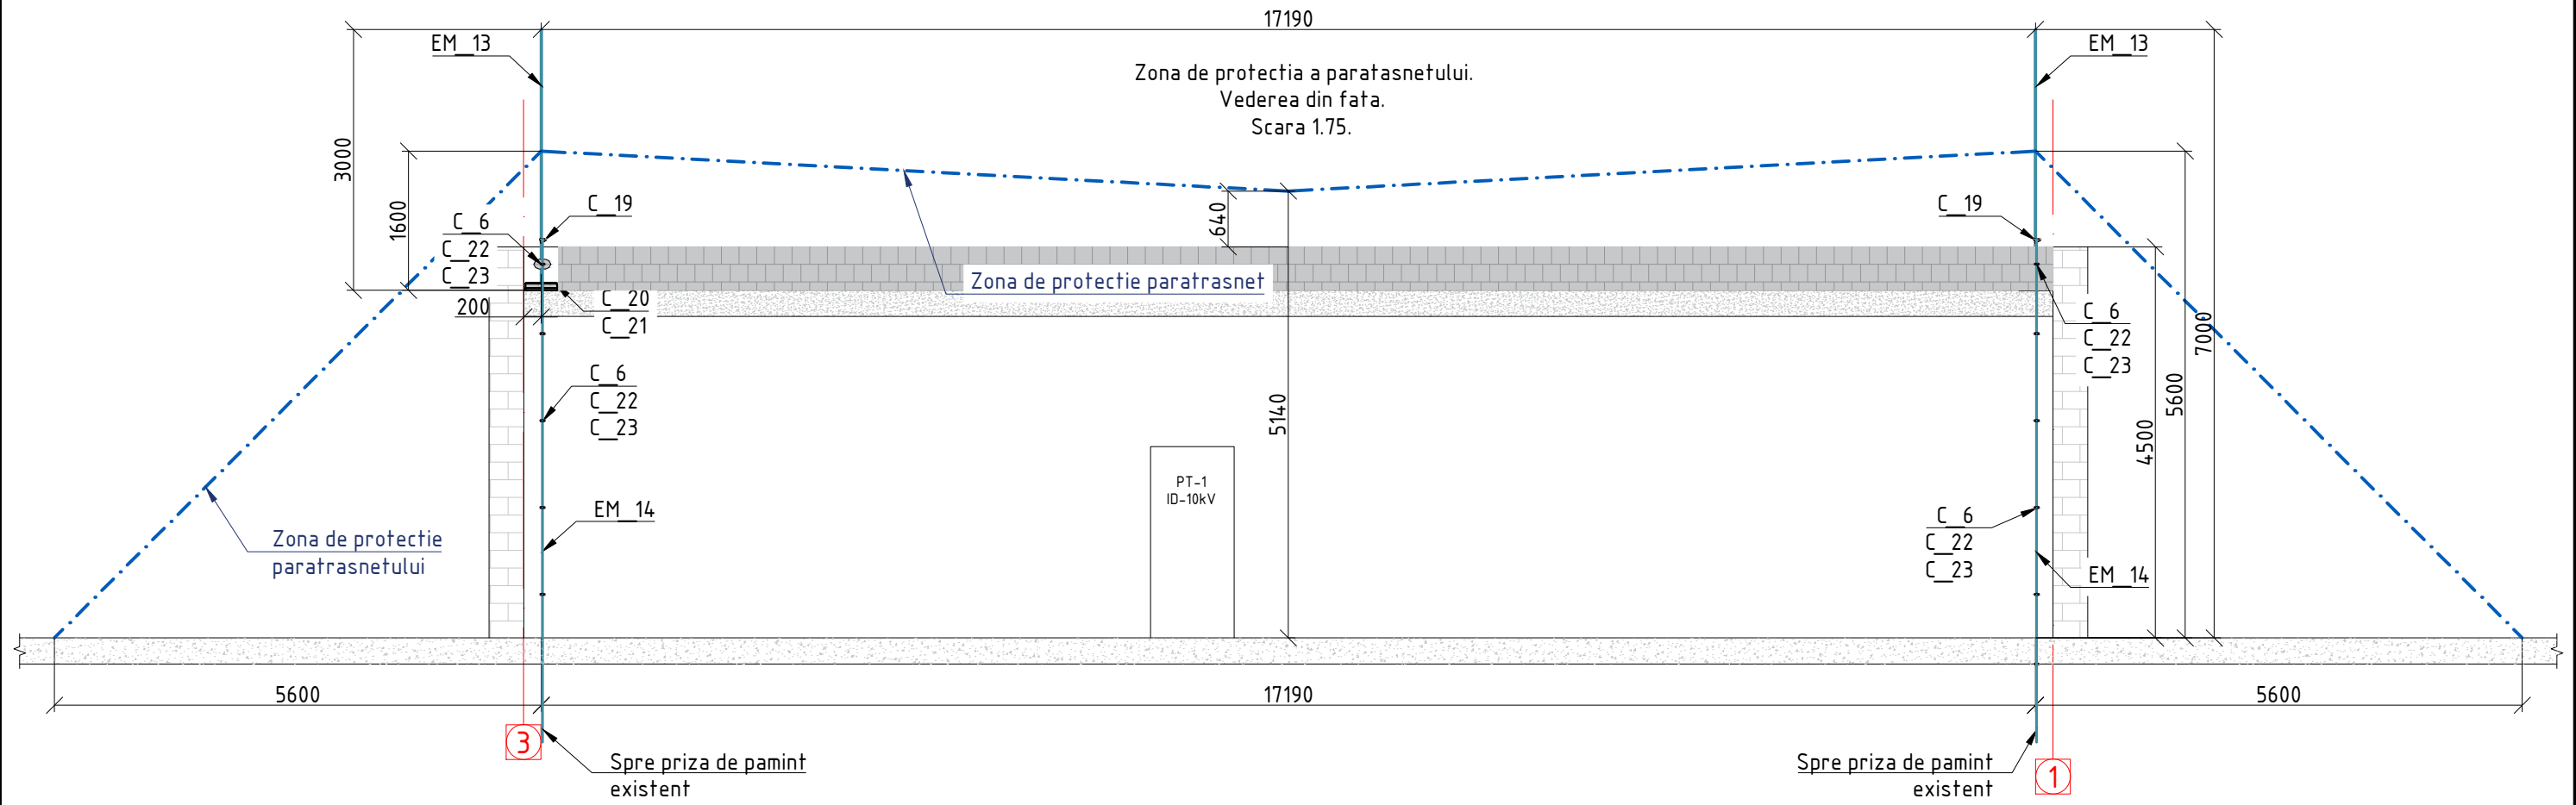 17190
EM_13
EM_13
Zona de protectia a paratasnetului.
Vederea din fata.
Scara 1.75.
3000
1600
C_19
C_6
C_22
C_23
640
C_19
Zona de protectie paratrasnet
200
C_20
C_21
C_6
C_22
C_23
7000
5600
4500
C_6
C_22
C_23
5140
PT-1
ID-10kV
EM_14
Zona de protectie
paratrasnetului
C_6
C_22
C_23
EM_14
5600
17190
5600
3
Spre priza de pamint
existent
Spre priza de pamint
existent
1